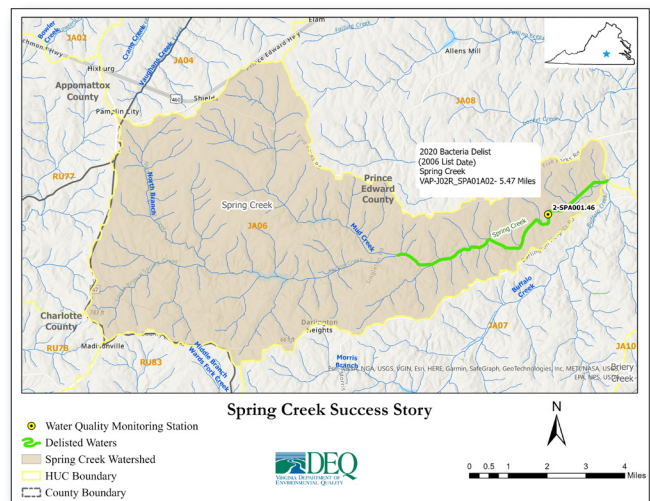 Elam
JA02
Bowler
Creek
Crane Creek
Vaughans Creek
JA04
Hixburg
Allens Mill
Appomattox
County
460
Pamplin City
JA08
2020 Bacteria Delist
(2006 List Date)
Spring Creek
VAP-J02R_SPA01A02- 5.47 Miles
RU77
North Branch
Prince
Edward
County
Spring Creek
2-SPA001.46
JA06
Mud Creek
Spring Creek
Buffalo
Creek
47
Charlotte
County
Darlington
Heights
JA07
RU78
Madisonville
RU83
Middle Branch
Wards Fork Creek
Morris
Branch
JA10
Briery
Creek
Spring Creek Success Story
Water Quality Monitoring Station
Delisted Waters
Spring Creek Watershed
HUC Boundary
County Boundary
DEQ
VIRGINIA DEPARTMENT OF
ENVIRONMENTAL QUALITY
N
0 0.5 1 2 3 4
Miles